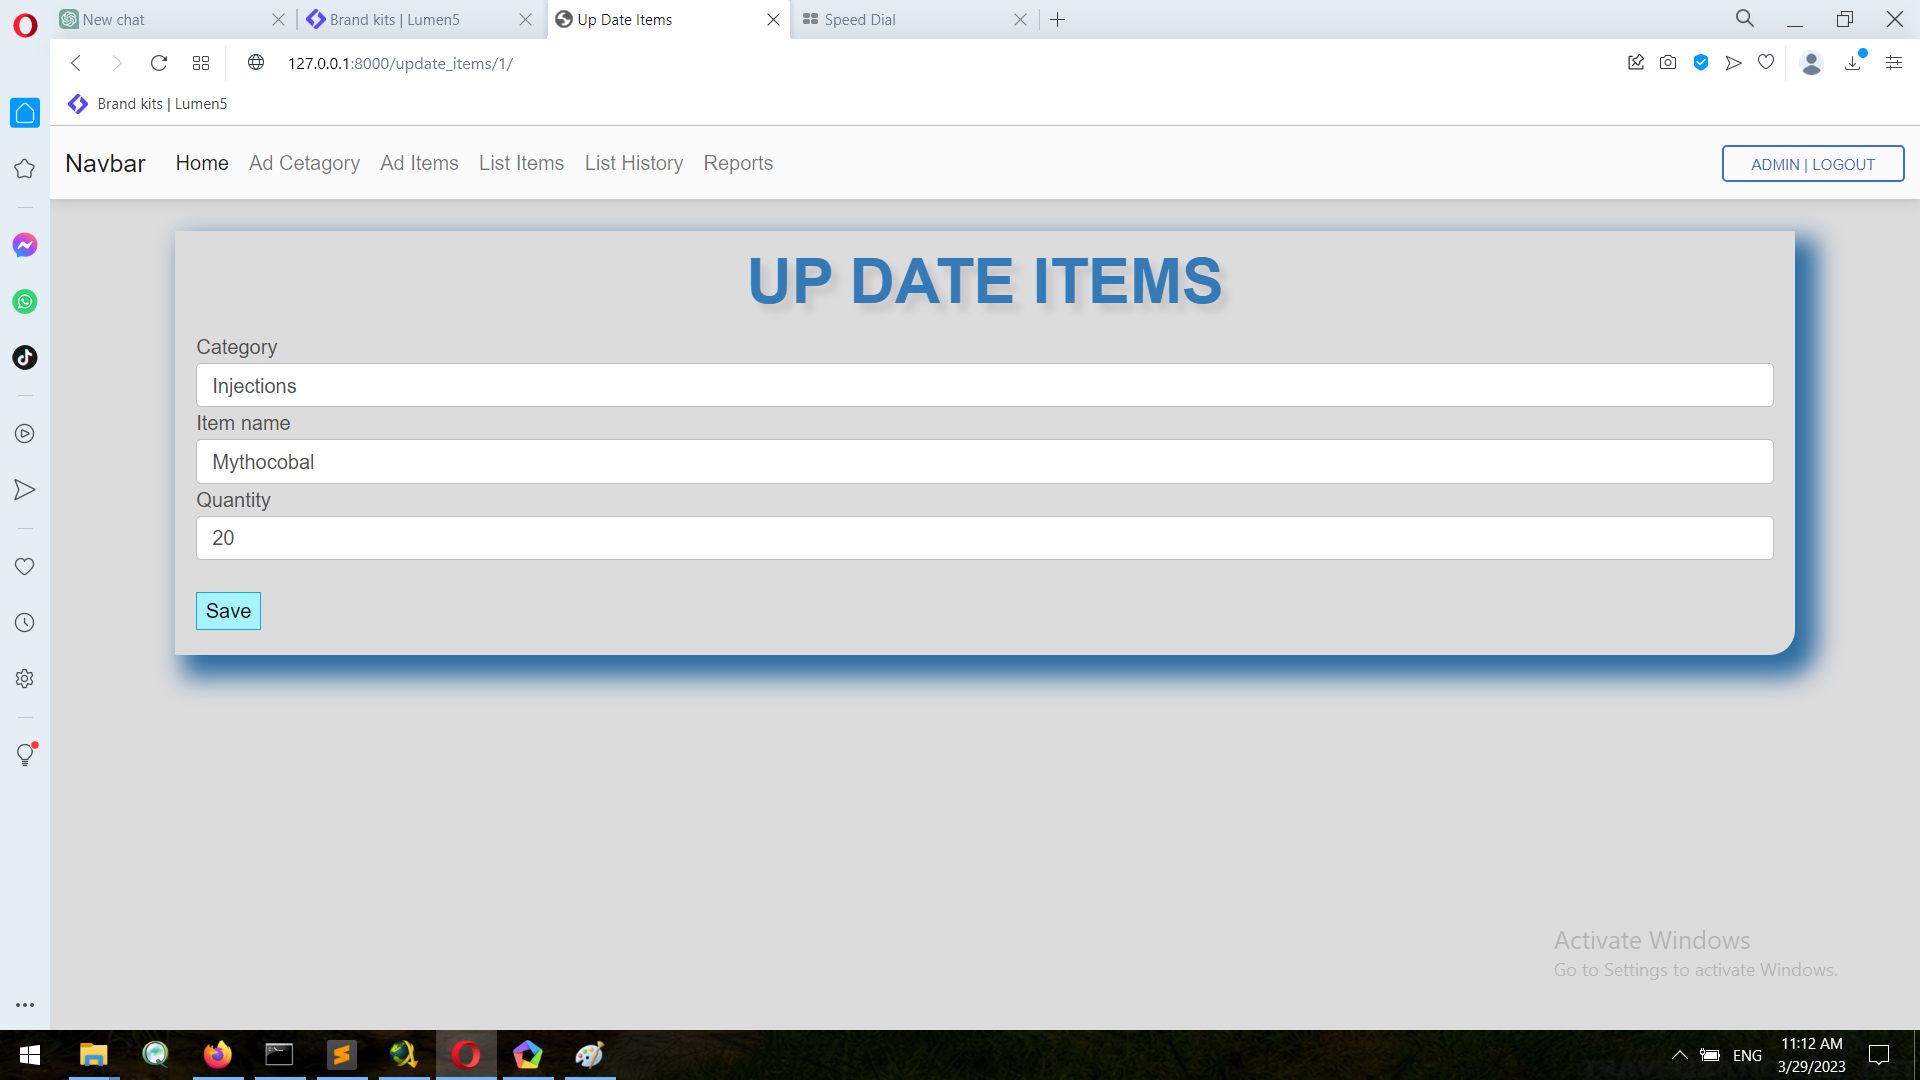 New chat
Brand kits | Lumen5
Up Date Items
Speed Dial
127.0.0.1:8000/update_items/1/
Brand kits | Lumen5
Navbar Home Ad Cetagory Ad Items List Items List History Reports ADMIN | LOGOUT
UP DATE ITEMS
Category
Injections
Item name
Mythocobal
Quantity
20
Save
Activate Windows
Go to Settings to activate Windows.
ENG
11:12 AM
3/29/2023